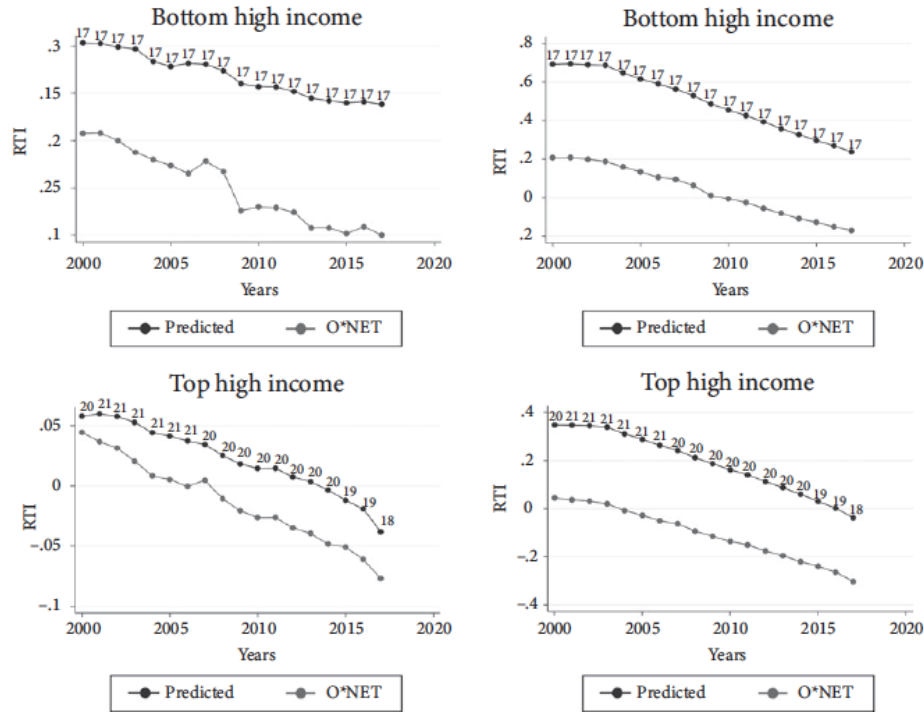 Bottom high income
.3
.15
.2
.25
.1
RTI
17 17 17 17 17 17 17 17 17 17 17 17 17 17 17 17 17 17
2000 2005 2010 2015 2020
Years
Predicted O*NET
Bottom high income
.8
.6
.4
.2
0
.2
RTI
17 17 17 17 17 17 17 17 17 17 17 17 17 17 17 17 17 17
2000 2005 2010 2015 2020
Years
Predicted O*NET
Top high income
.05
0
−.05
−.1
RTI
20 21 21 21 21 21 21 21 20 20 20 20 20 20 20 19 19 18
2000 2005 2010 2015 2020
Years
Predicted O*NET
Top high income
.4
.2
0
−.2
−.4
RTI
20 21 21 21 21 21 21 20 20 20 20 20 20 20 20 19 19 18
2000 2005 2010 2015 2020
Years
Predicted O*NET